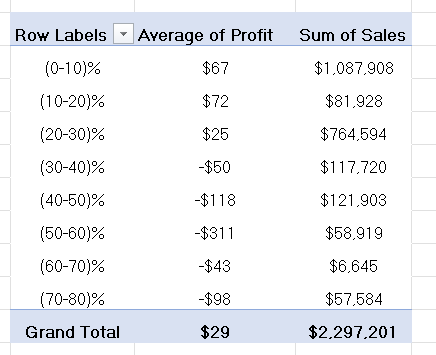 Row Labels Average of Profit Sum of Sales
(0-10)% $67 $1,087,908
(10-20)% $72 $81,928
(20-30)% $25 $764,594
(30-40)% -$50 $117,720
(40-50)% -$118 $121,903
(50-60)% -$311 $58,919
(60-70)% -$43 $6,645
(70-80)% -$98 $57,584
Grand Total $29 $2,297,201